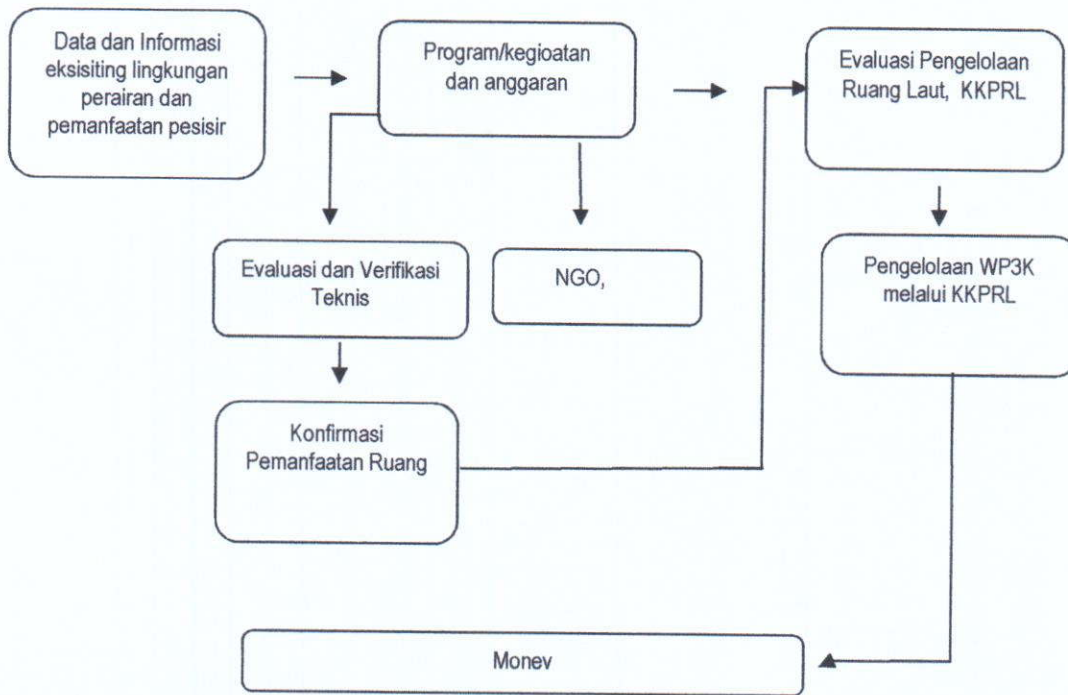 Data dan Informasi
eksisiting lingkungan
perairan dan
pemanfaatan pesisir
Program/kegioatan
dan anggaran
Evaluasi Pengelolaan
Ruang Laut, KKPRL
Evaluasi dan Verifikasi
Teknis
NGO,
Pengelolaan WP3K
melalui KKPRL
Konfirmasi
Pemanfaatan Ruang
Monev